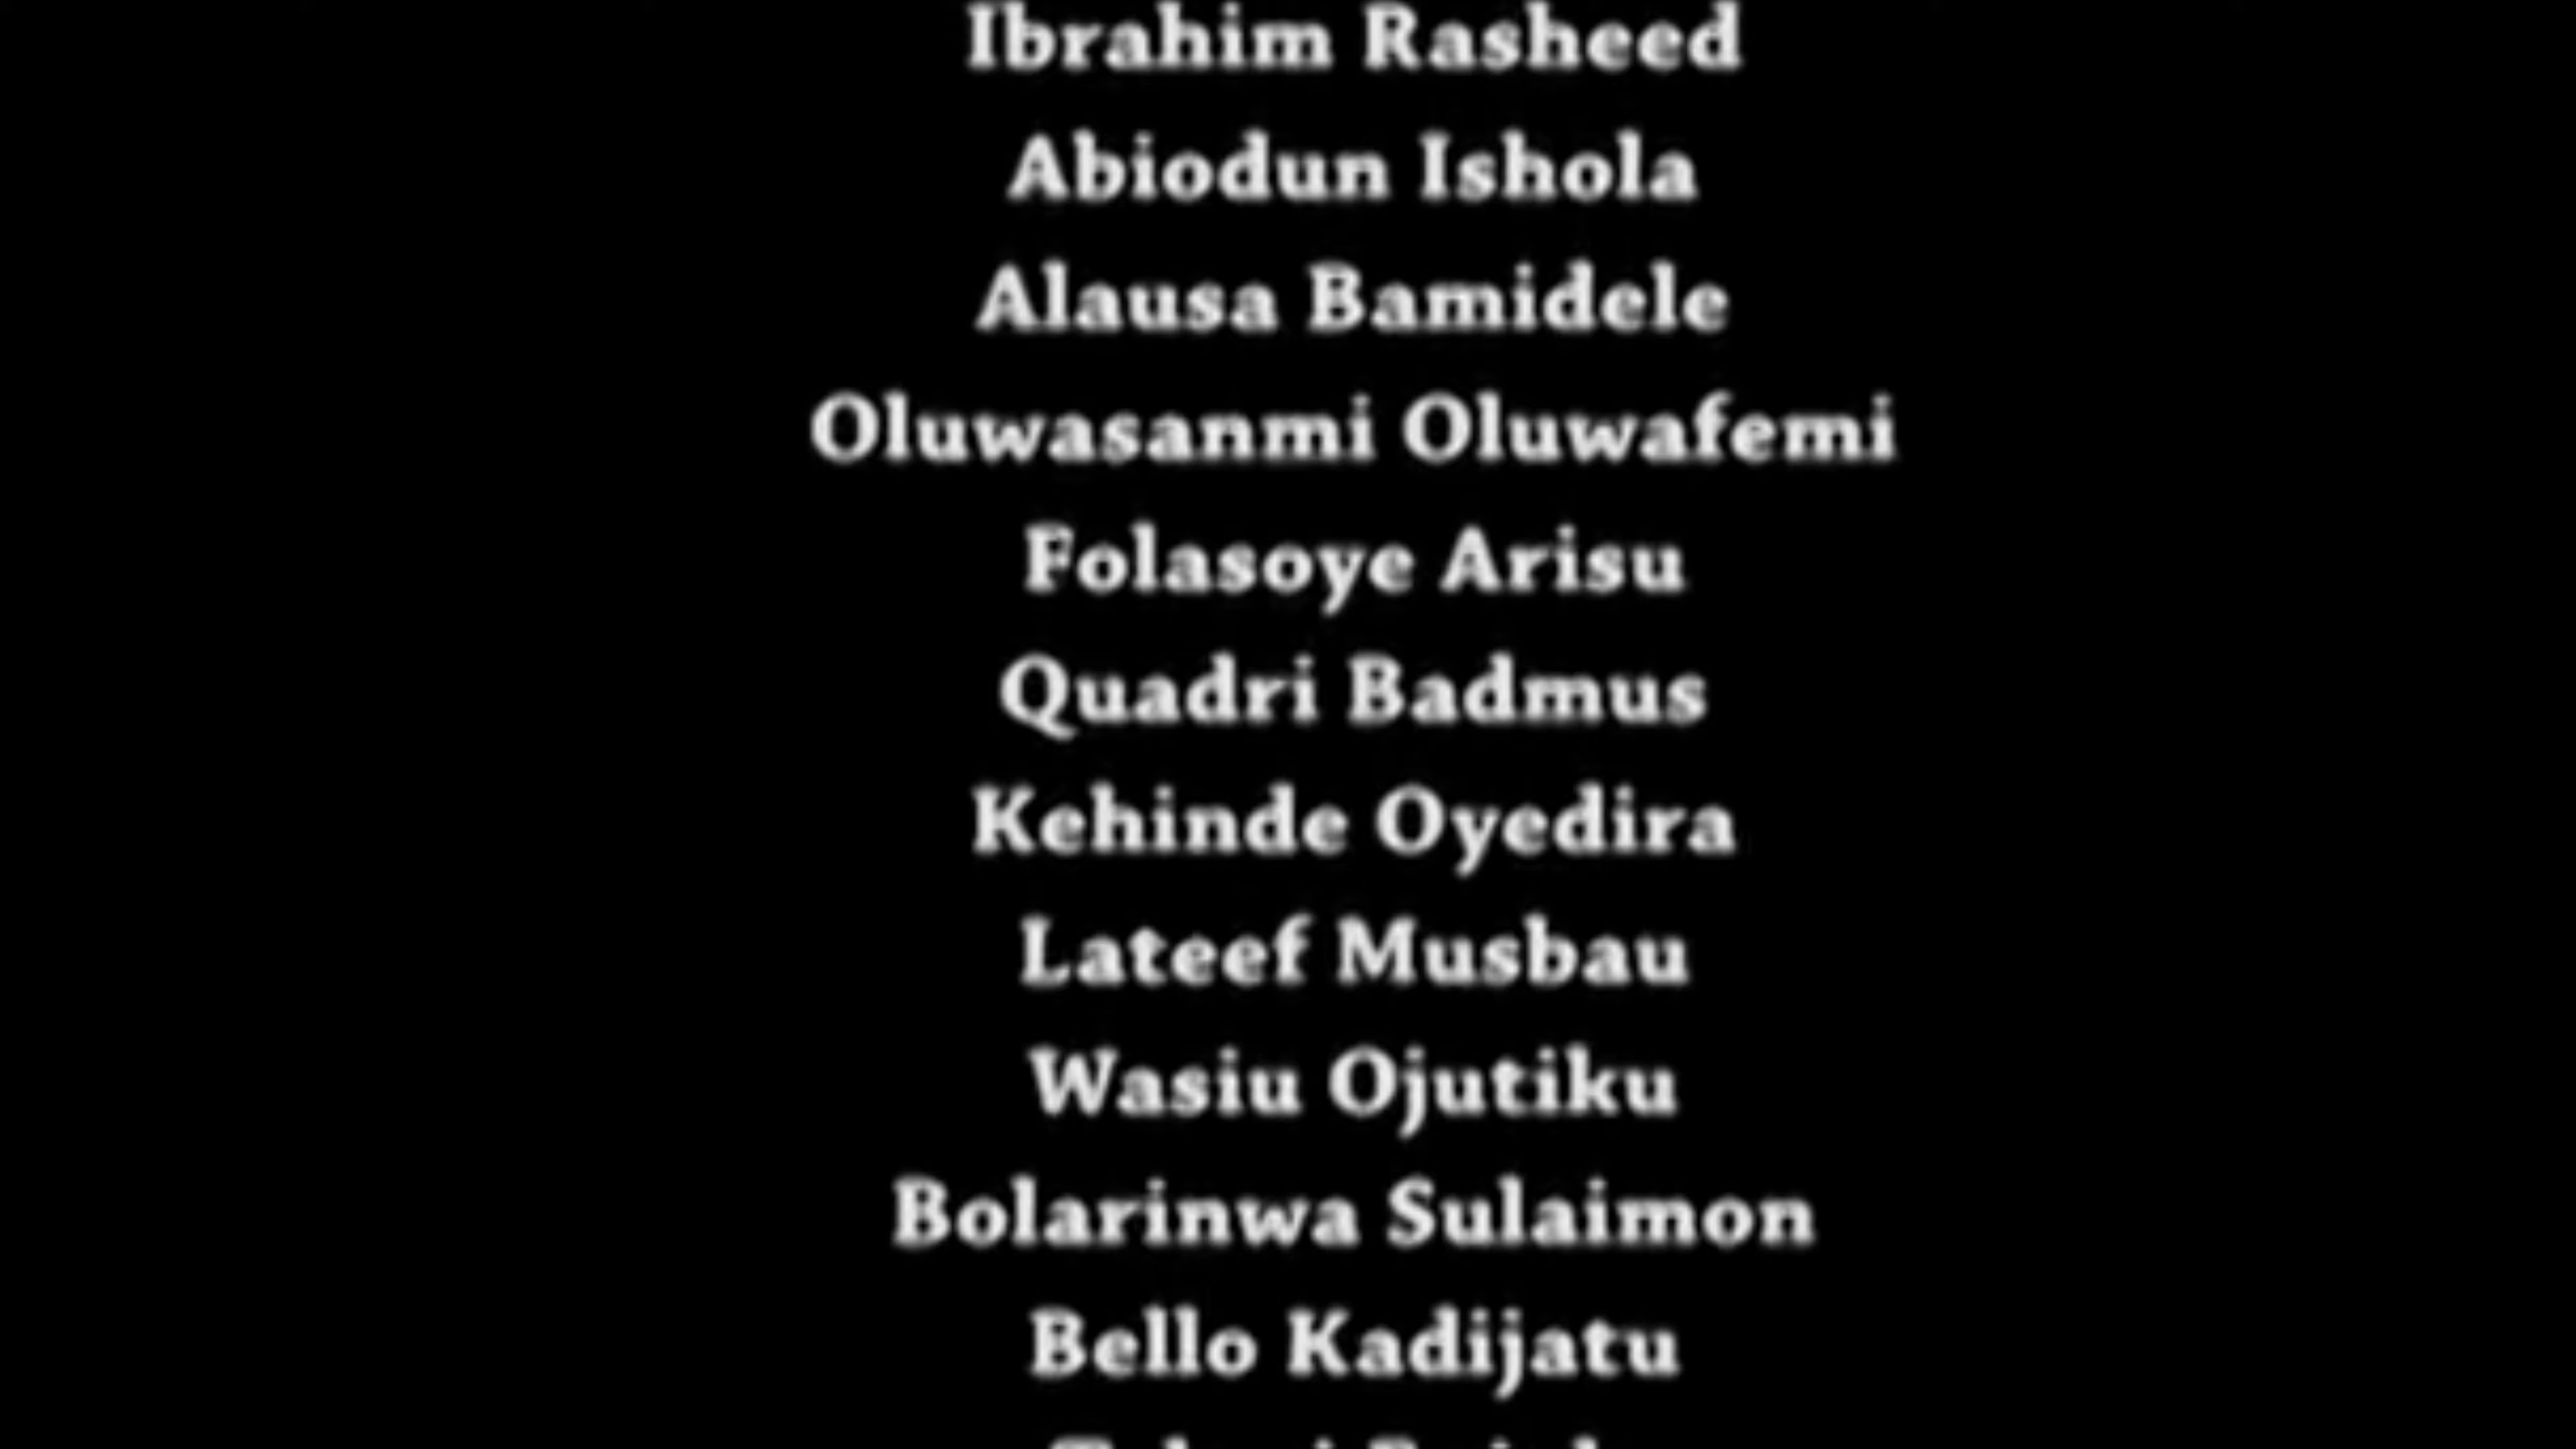 Ibrahim Rasheed
Abiodun Ishola
Alausa Bamidele
Oluwasanmi Oluwafemi
Folasoye Arisu
Quadri Badmus
Kehinde Oyedira
Lateef Musbau
Wasiu Ojutiku
Bolarinwa Sulaimon
Bello Kadijatu